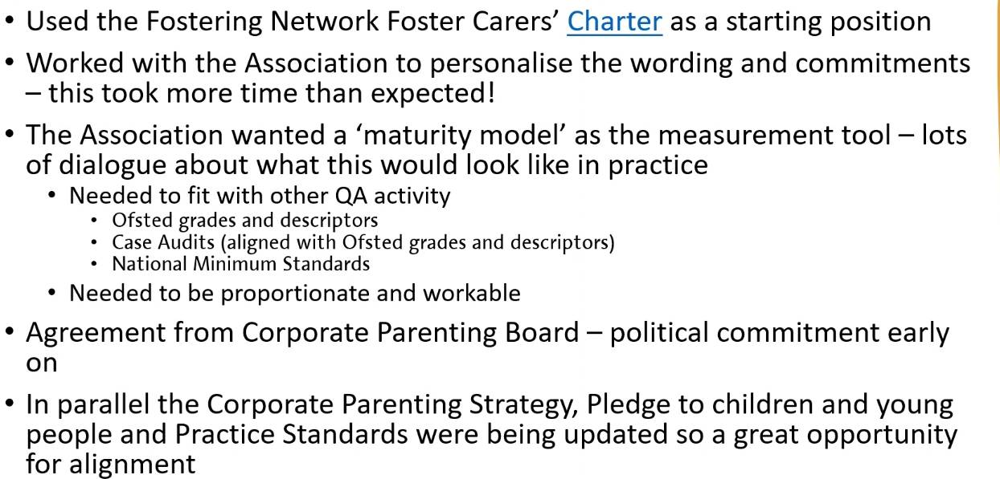 • Used the Fostering Network Foster Carers’ Charter as a starting position
• Worked with the Association to personalise the wording and commitments
– this took more time than expected!
• The Association wanted a ‘maturity model’ as the measurement tool – lots
of dialogue about what this would look like in practice
• Needed to fit with other QA activity
• Ofsted grades and descriptors
• Case Audits (aligned with Ofsted grades and descriptors)
• National Minimum Standards
• Needed to be proportionate and workable
• Agreement from Corporate Parenting Board – political commitment early
on
• In parallel the Corporate Parenting Strategy, Pledge to children and young
people and Practice Standards were being updated so a great opportunity
for alignment